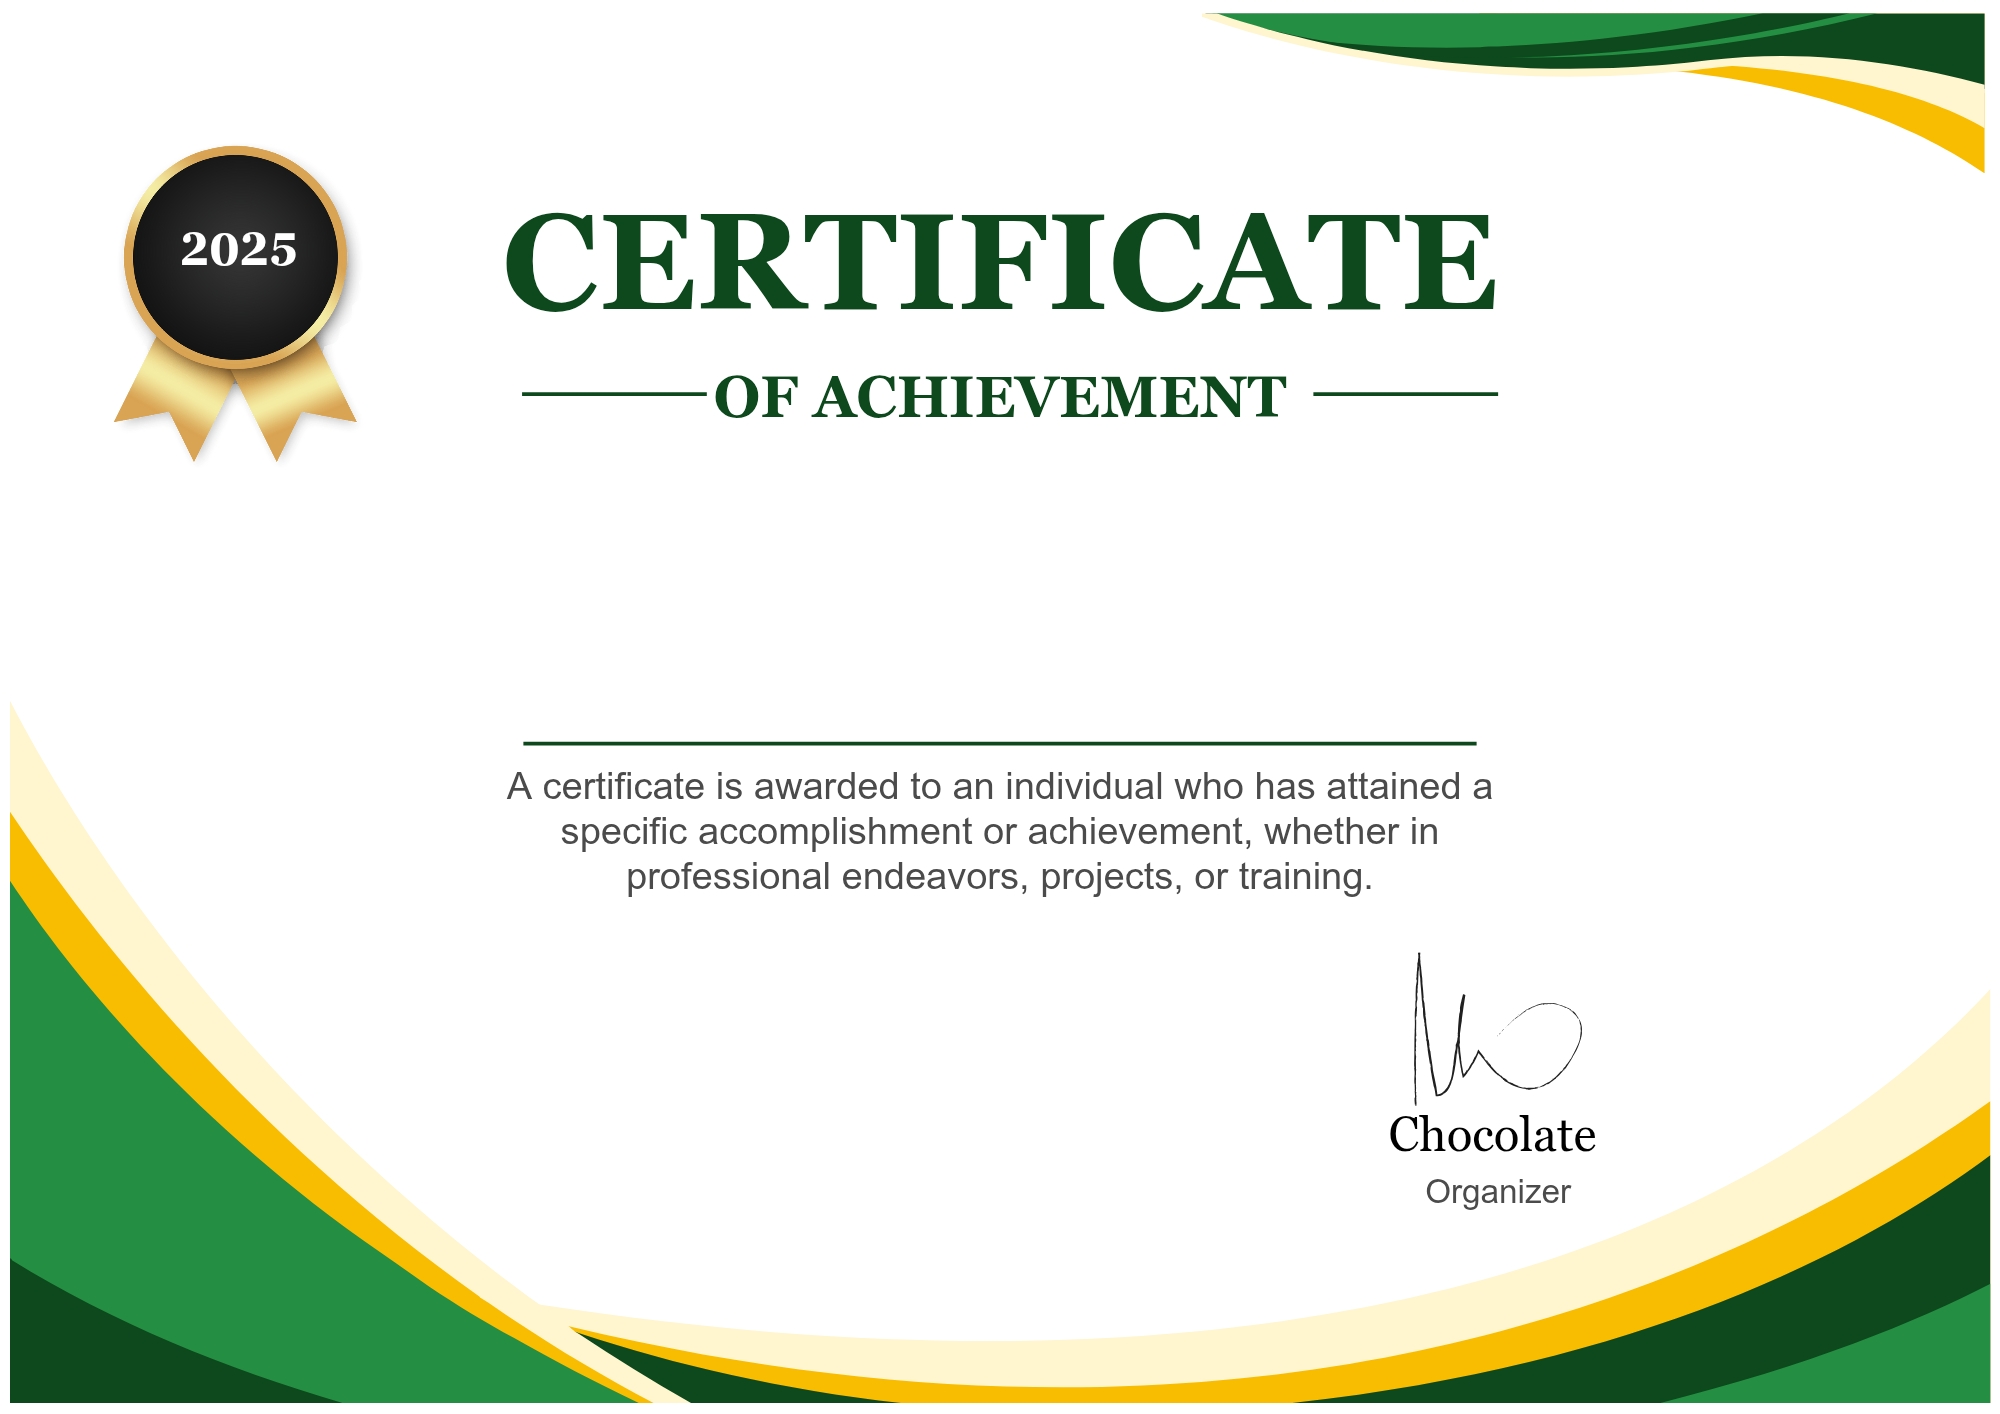 2025
CERTIFICATE
OF ACHIEVEMENT
A certificate is awarded to an individual who has attained a
specific accomplishment or achievement, whether in
professional endeavors, projects, or training.
Chocolate
Organizer